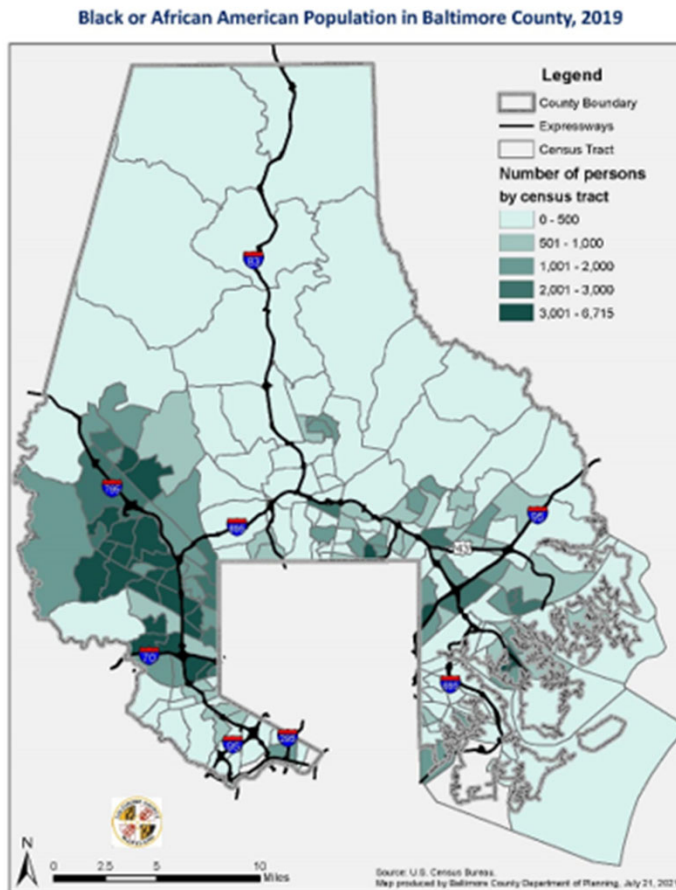 Black or African American Population in Baltimore County, 2019
Legend
County Boundary
Expressways
Census Tract
Number of persons
by census tract
0 - 500
501 - 1,000
1,001 - 2,000
2,001 - 3,000
3,001 - 6,715
83
795
695
95
43
70
695
95
295
N
0 2.5 5 10
Miles
Source: U.S. Census Bureau.
Map produced by Baltimore County Department of Planning, July 21, 2021